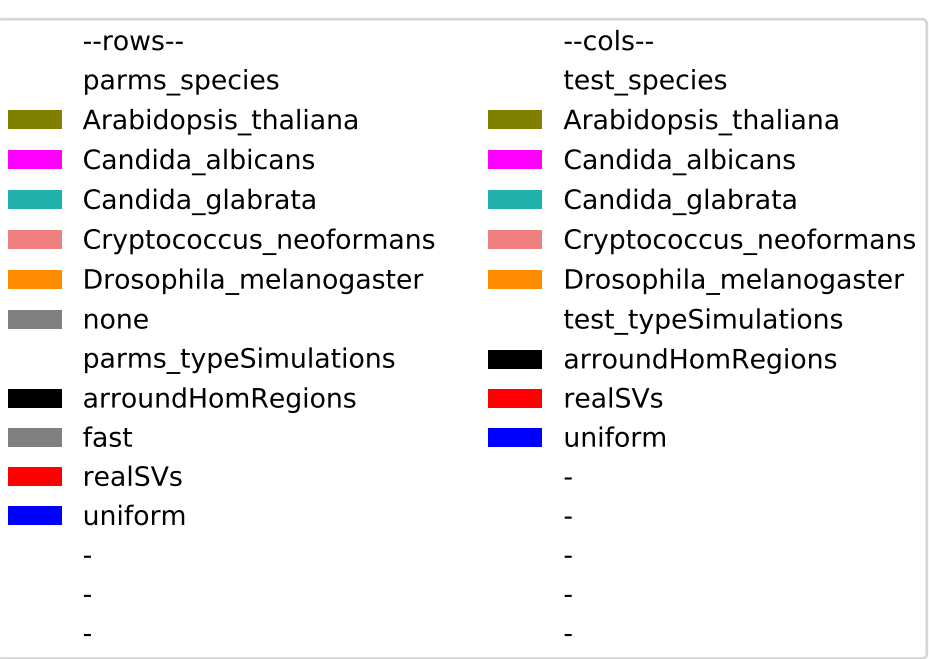 --rows--
parms_species
Arabidopsis_thaliana
Candida_albicans
Candida_glabrata
Cryptococcus_neoformans
Drosophila_melanogaster
none
parms_typeSimulations
arroundHomRegions
fast
realSVs
uniform
-
-
-
--cols--
test_species
Arabidopsis_thaliana
Candida_albicans
Candida_glabrata
Cryptococcus_neoformans
Drosophila_melanogaster
test_typeSimulations
arroundHomRegions
realSVs
uniform
-
-
-
-
-